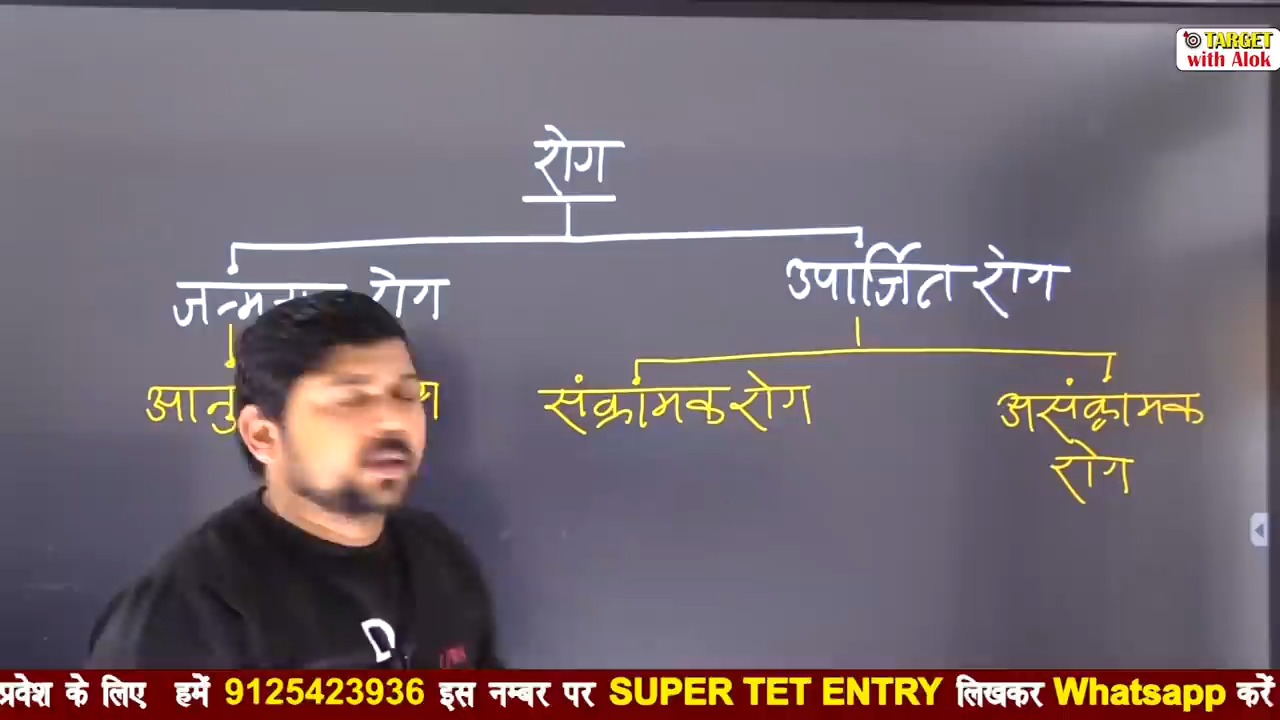 TARGET
with Alok
रोग
रोग
उपार्जित रोग
संक्रामक रोग
असंक्रामक
रोग
D
प्रवेश के लिए हमें 9125423936 इस नम्बर पर SUPER TET ENTRY लिखकर Whatsapp करें